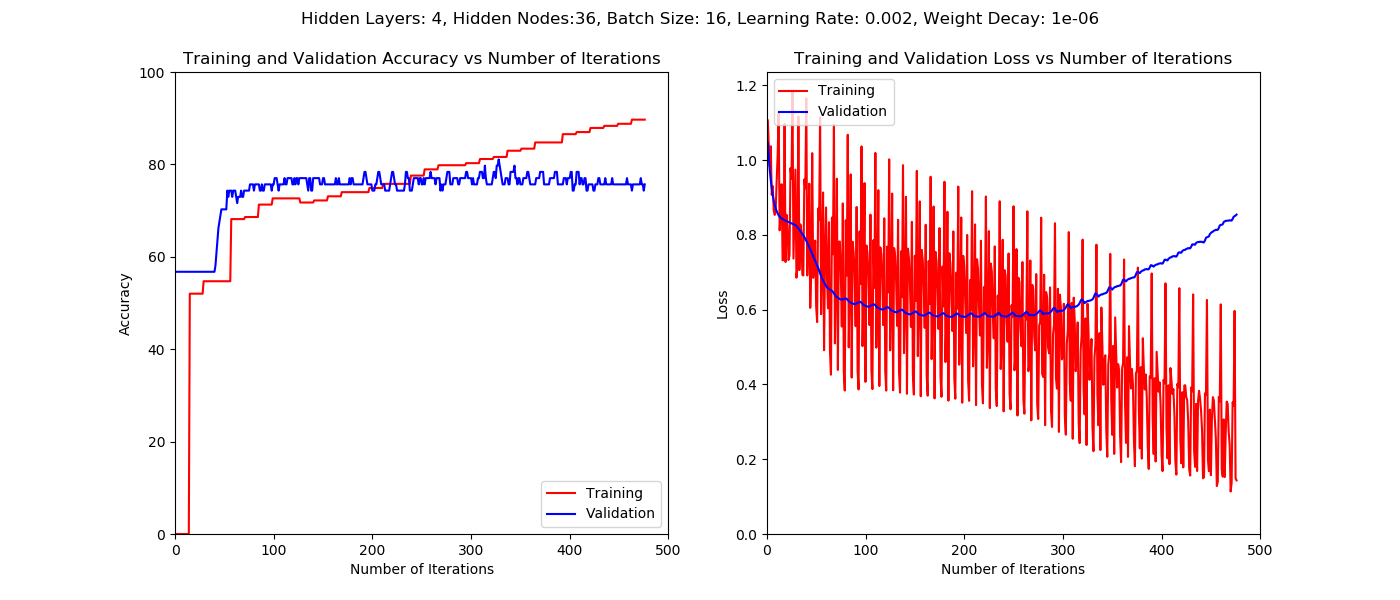 Hidden Layers: 4, Hidden Nodes:36, Batch Size: 16, Learning Rate: 0.002, Weight Decay: 1e-06
Training and Validation Accuracy vs Number of Iterations
100
80
60
40
20
0
Accuracy
0 100 200 300 400 500
Number of Iterations
Training
Validation
Training and Validation Loss vs Number of Iterations
1.2
1.0
0.8
0.6
0.4
0.2
0.0
Loss
0 100 200 300 400 500
Number of Iterations
Training
Validation